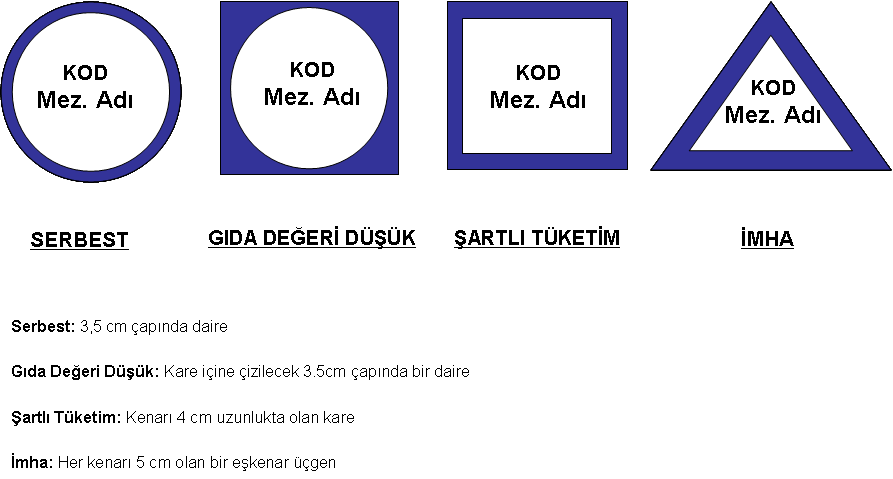 KOD
Mez. Adı
KOD
Mez. Adı
KOD
Mez. Adı
KOD
Mez. Adı
SERBEST
GIDA DEĞERİ DÜŞÜK
ŞARTLI TÜKETİM
İMHA
Serbest: 3,5 cm çapında daire
Gıda Değeri Düşük: Kare içine çizilecek 3.5cm çapında bir daire
Şartlı Tüketim: Kenarı 4 cm uzunlukta olan kare
İmha: Her kenarı 5 cm olan bir eşkenar üçgen